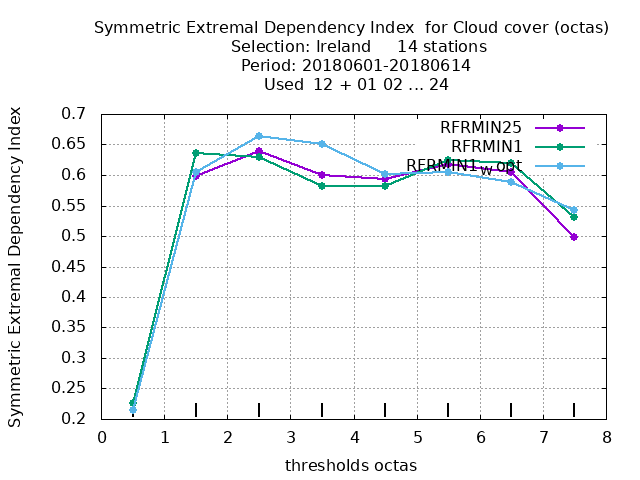 Symmetric Extremal Dependency Index  for Cloud cover (octas)
Selection: Ireland     14 stations
Period: 20180601-20180614
Used  12 + 01 02 ... 24
Symmetric Extremal Dependency Index
0.7
0.65
0.6
0.55
0.5
0.45
0.4
0.35
0.3
0.25
0.2
RFRMIN25
RFRMIN1
RFRMIN1wopt
0 1 2 3 4 5 6 7 8
thresholds octas